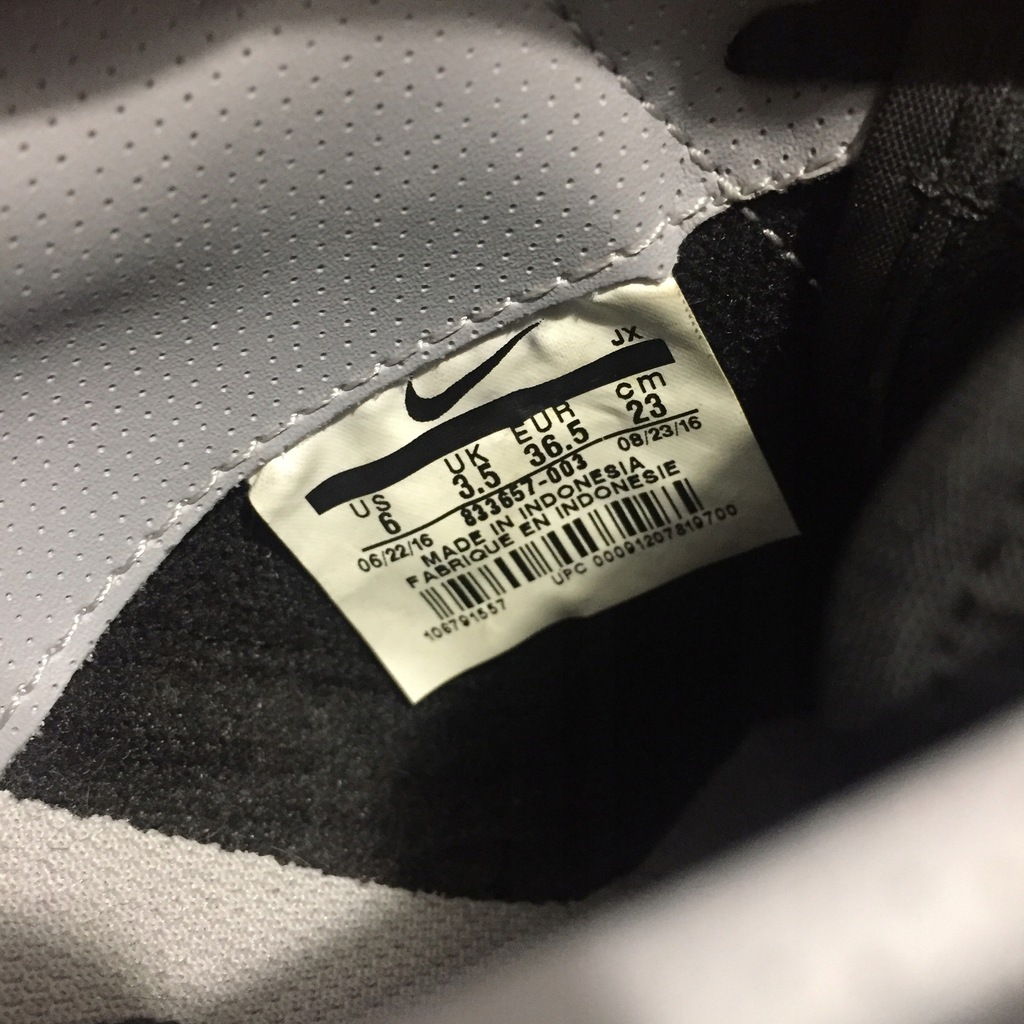 JX
US UK EUR cm
6 3.5 36.5 23
06/22/16 833657-003 08/23/16
MADE IN INDONESIA
FABRIQUE EN INDONESIE
106791557 UPC 00091207819700